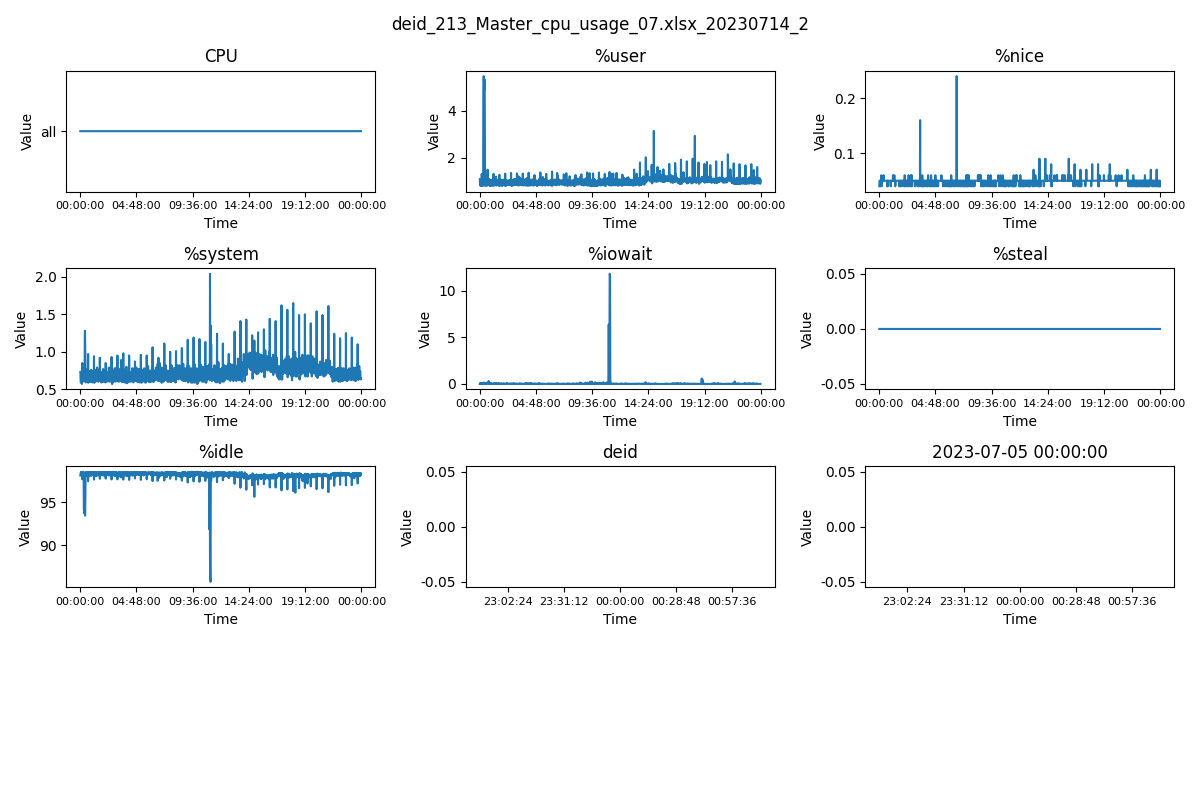 deid_213_Master_cpu_usage_07.xlsx_20230714_2
CPU
Value
all
00:00:00 04:48:00 09:36:00 14:24:00 19:12:00 00:00:00
Time
%user
Value
4
2
00:00:00 04:48:00 09:36:00 14:24:00 19:12:00 00:00:00
Time
%nice
Value
0.2
0.1
00:00:00 04:48:00 09:36:00 14:24:00 19:12:00 00:00:00
Time
%system
Value
2.0
1.5
1.0
0.5
00:00:00 04:48:00 09:36:00 14:24:00 19:12:00 00:00:00
Time
%iowait
Value
10
5
0
00:00:00 04:48:00 09:36:00 14:24:00 19:12:00 00:00:00
Time
%steal
Value
0.05
0.00
-0.05
00:00:00 04:48:00 09:36:00 14:24:00 19:12:00 00:00:00
Time
%idle
Value
95
90
00:00:00 04:48:00 09:36:00 14:24:00 19:12:00 00:00:00
Time
deid
Value
0.05
0.00
-0.05
23:02:24 23:31:12 00:00:00 00:28:48 00:57:36
Time
2023-07-05 00:00:00
Value
0.05
0.00
-0.05
23:02:24 23:31:12 00:00:00 00:28:48 00:57:36
Time